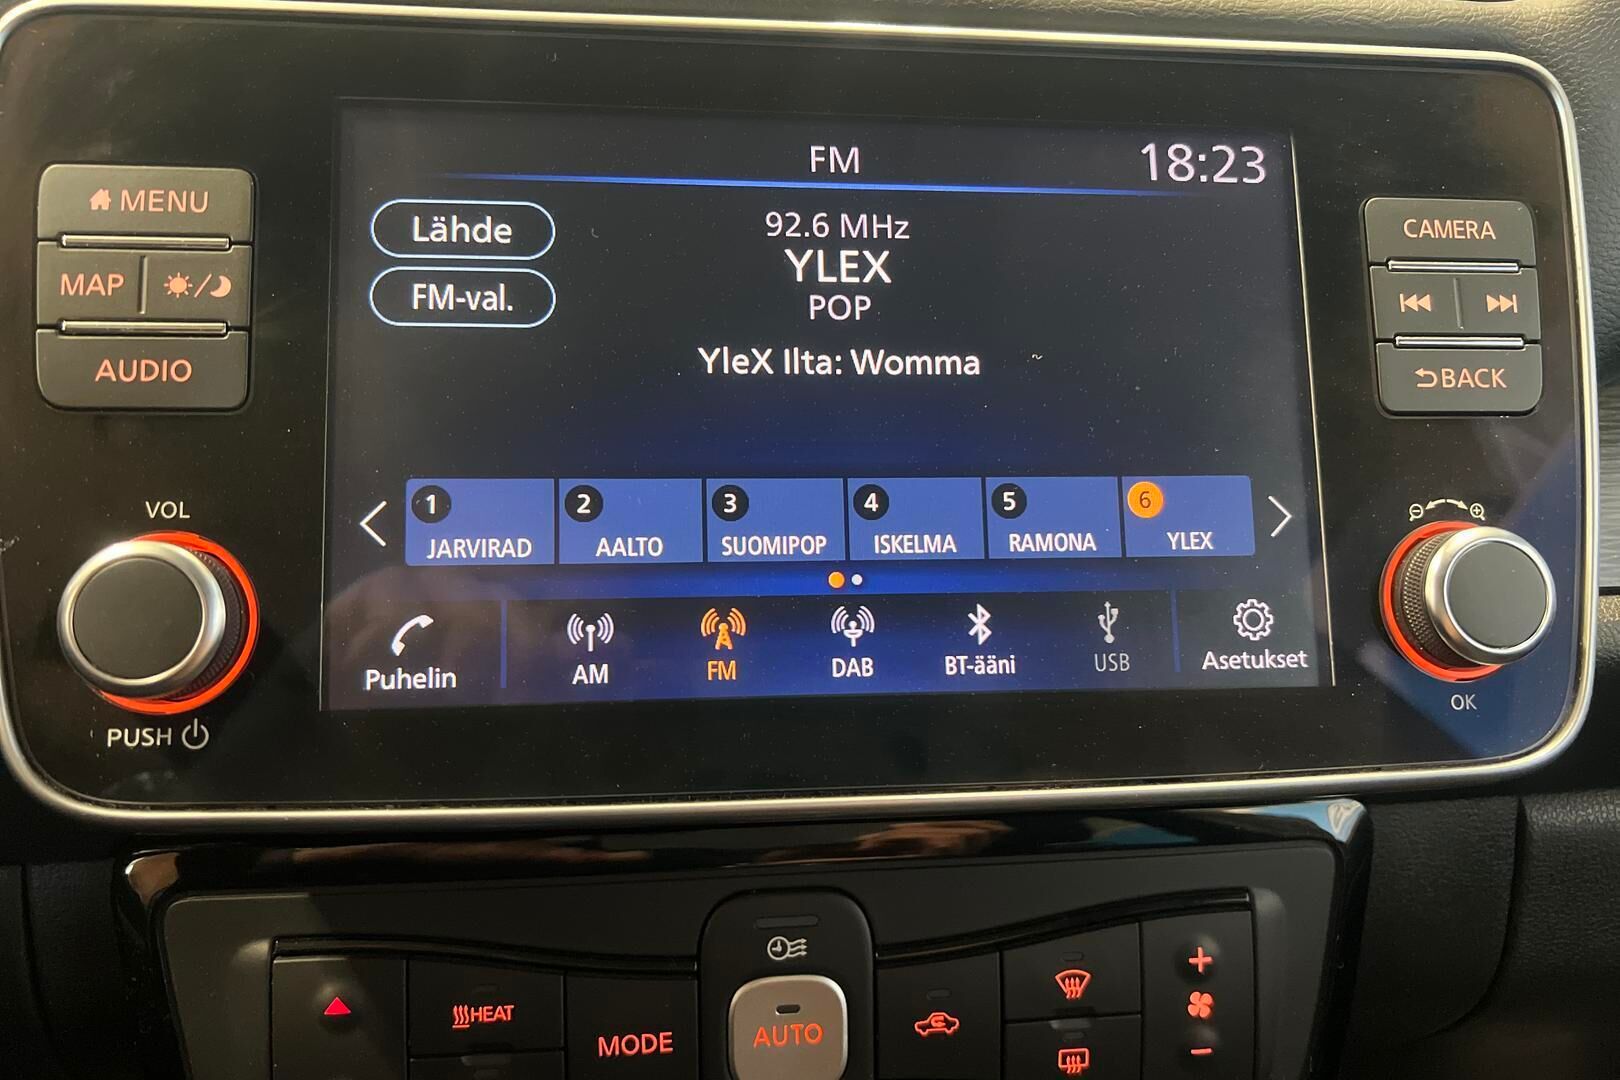 FM
18:23
MENU
MAP
AUDIO
Lähde
FM-val.
92.6 MHz
YLEX
POP
YleX Ilta: Womma
CAMERA
BACK
1 JARVIRAD
2 AALTO
3 SUOMIPOP
4 ISKELMA
5 RAMONA
6 YLEX
VOL
PUSH
OK
Puhelin
AM
FM
DAB
BT-ääni
USB
Asetukset
HEAT
MODE
AUTO
+
-